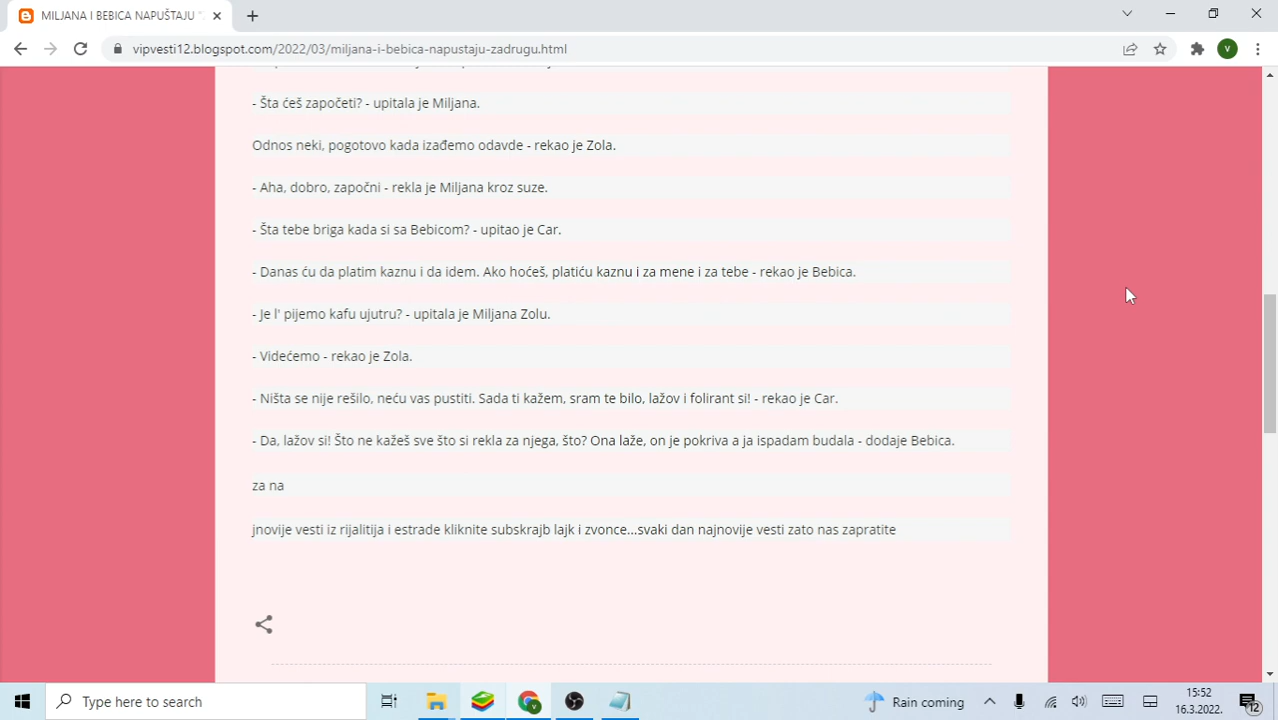 MILJANA I BEBICA NAPUŠTAJU "
vipvesti12.blogspot.com/2022/03/miljana-i-bebica-napustaju-zadrugu.html
V
- Šta ćeš započeti? - upitala je Miljana.
Odnos neki, pogotovo kada izađemo odavde - rekao je Zola.
- Aha, dobro, započni - rekla je Miljana kroz suze.
- Šta tebe briga kada si sa Bebicom? - upitao je Car.
- Danas ću da platim kaznu i da idem. Ako hoćeš, platiću kaznu i za mene i za tebe - rekao je Bebica.
- Je l' pijemo kafu ujutru? - upitala je Miljana Zolu.
- Videćemo - rekao je Zola.
- Ništa se nije rešilo, neću vas pustiti. Sada ti kažem, sram te bilo, lažov i folirant si! - rekao je Car.
- Da, lažov si! Što ne kažeš sve što si rekla za njega, što? Ona laže, on je pokriva a ja ispadam budala - dodaje Bebica.
za na
jnovije vesti iz rijalitija i estrade kliknite subskrajb lajk i zvonce...svaki dan najnovije vesti zato nas zapratite
Type here to search
Rain coming
15:52
16.3.2022.
12